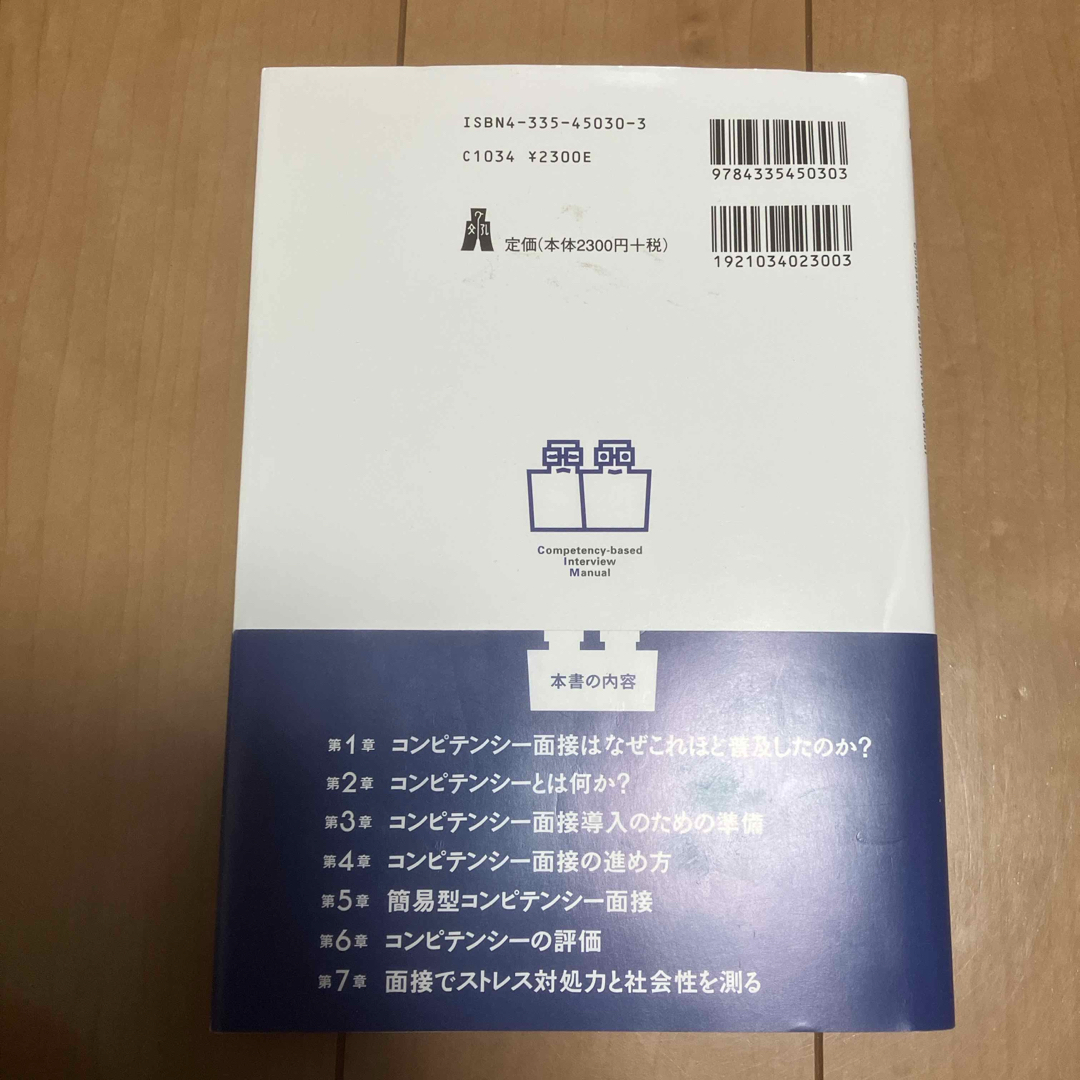 ISBN4-335-45030-3
C1034 ¥2300E
定価(本体2300円+税)
9784335450303
1921034023003
Competency-based
Interview
Manual
本書の内容
第1章 コンピテンシー面接はなぜこれほど普及したのか?
第2章 コンピテンシーとは何か?
第3章 コンピテンシー面接導入のための準備
第4章 コンピテンシー面接の進め方
第5章 簡易型コンピテンシー面接
第6章 コンピテンシーの評価
第7章 面接でストレス対処力と社会性を測る